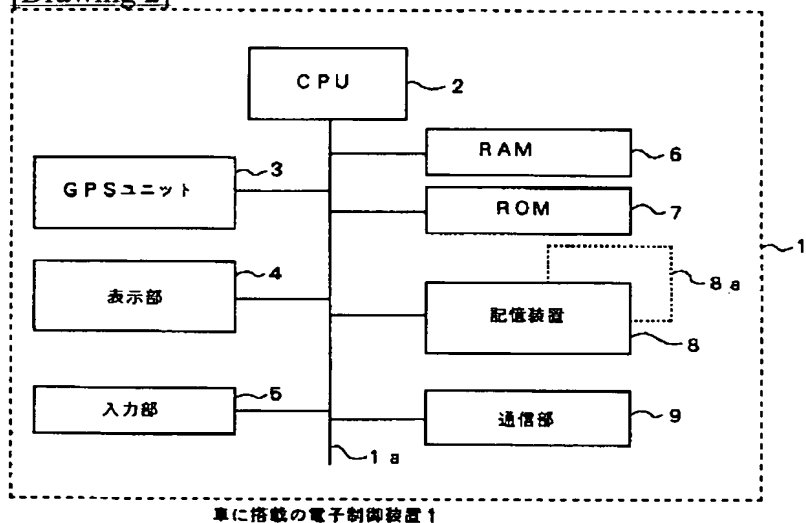 [Drawing 2]
CPU
2
RAM
6
GPSユニット
3
ROM
7
1
表示部
4
8a
記憶装置
8
入力部
5
通信部
9
1a
車に搭載の電子制御装置1